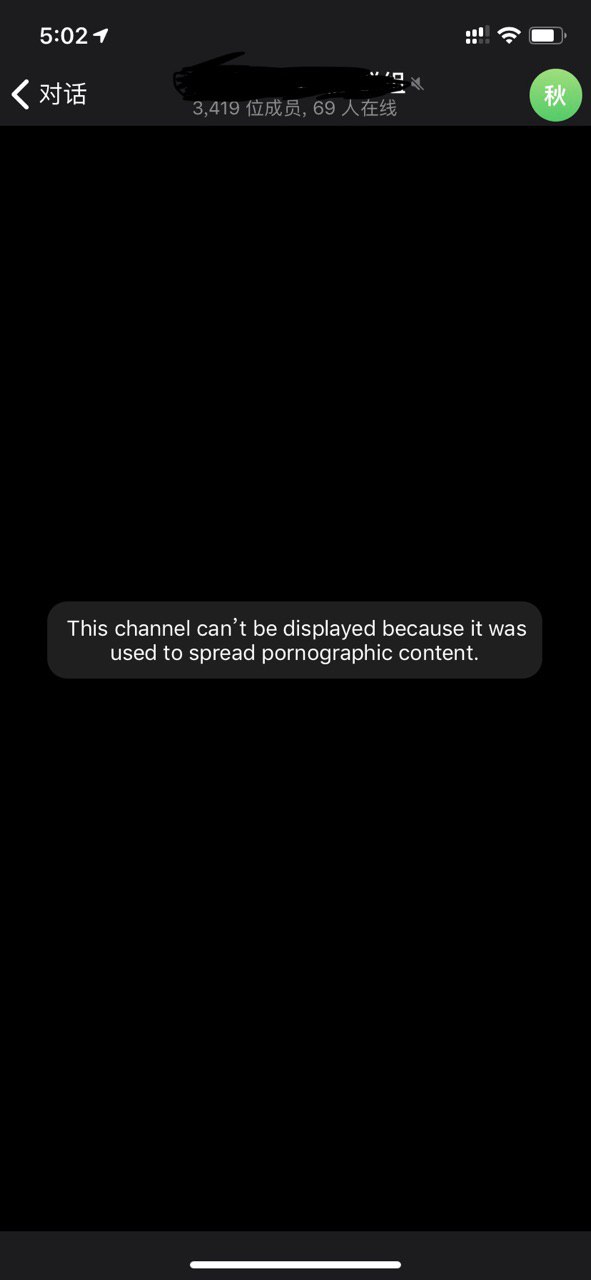 5:02
对话
组
3,419 位成员, 69 人在线
秋
This channel can't be displayed because it was
used to spread pornographic content.